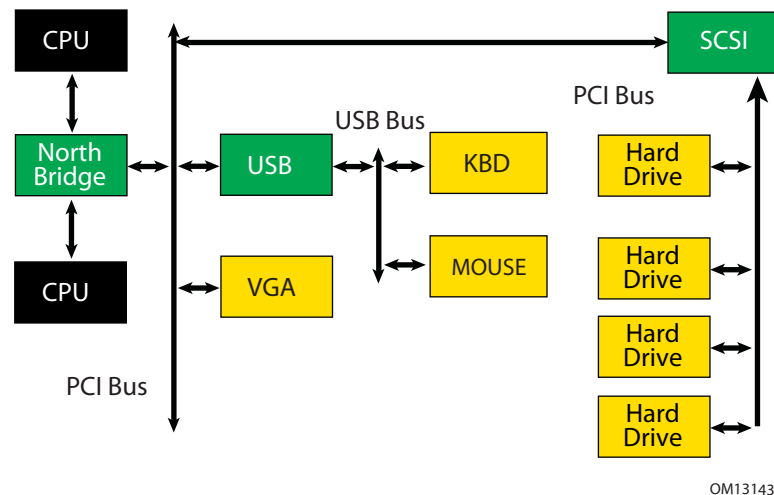 CPU
SCSI
PCI Bus
USB Bus
North
Bridge
USB
KBD
Hard
Drive
CPU
VGA
MOUSE
Hard
Drive
Hard
Drive
PCI Bus
Hard
Drive
OM13143